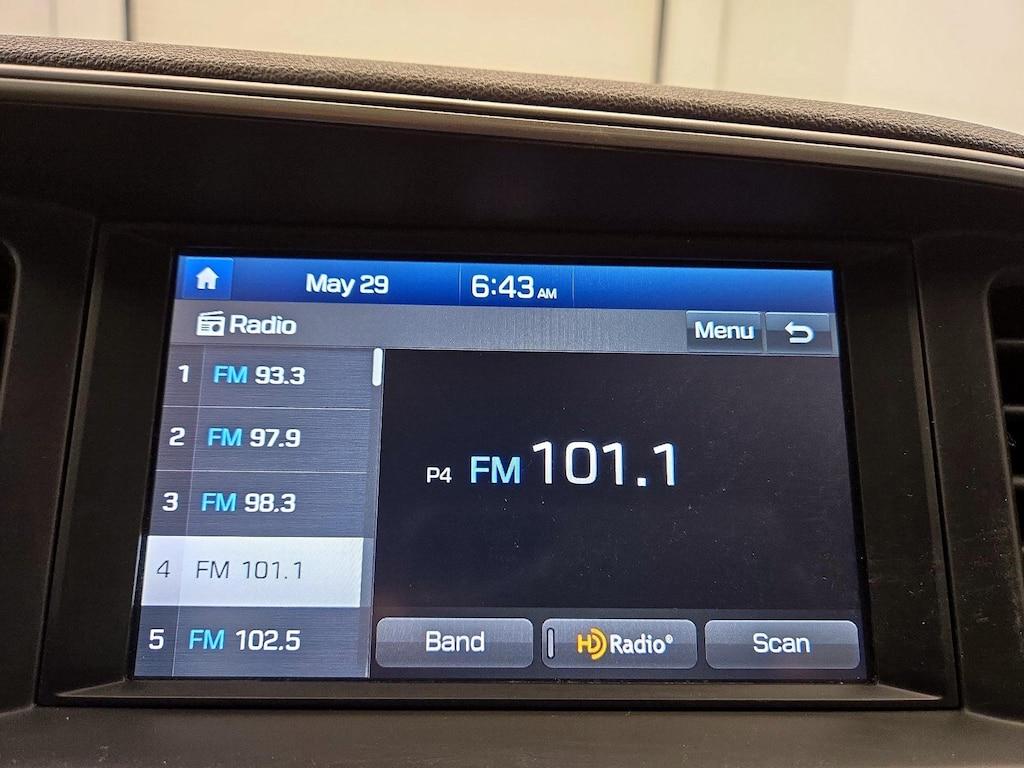 May 29 6:43 AM
Radio Menu
1 FM 93.3
2 FM 97.9
3 FM 98.3
4 FM 101.1
5 FM 102.5
P4 FM 101.1
Band HD Radio® Scan